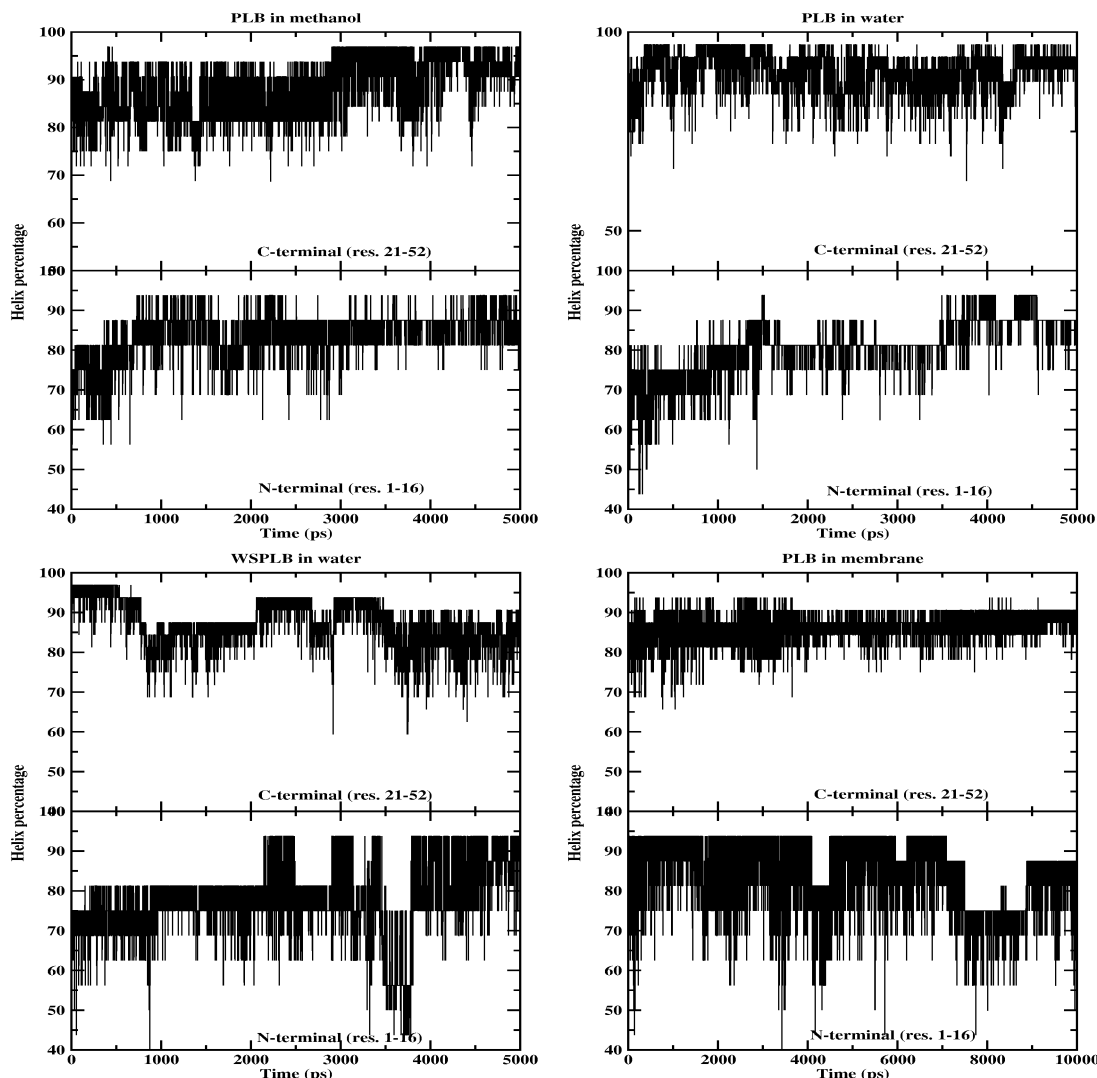 PLB in methanol
100
90
80
70
60
C-terminal (res. 21-52)
Helix percentage
90
80
70
60
50
40
N-terminal (res. 1-16)
0 1000 2000 3000 4000 5000
Time (ps)
PLB in water
100
50
C-terminal (res. 21-52)
Helix percentage
100
90
80
70
60
50
40
N-terminal (res. 1-16)
0 1000 2000 3000 4000 5000
Time (ps)
WSPLB in water
100
90
80
70
60
50
C-terminal (res. 21-52)
Helix percentage
90
80
70
60
50
40
N-terminal (res. 1-16)
0 1000 2000 3000 4000 5000
Time (ps)
PLB in membrane
100
90
80
70
60
50
C-terminal (res. 21-52)
Helix percentage
90
80
70
60
50
40
N-terminal (res. 1-16)
0 2000 4000 6000 8000 10000
Time (ps)